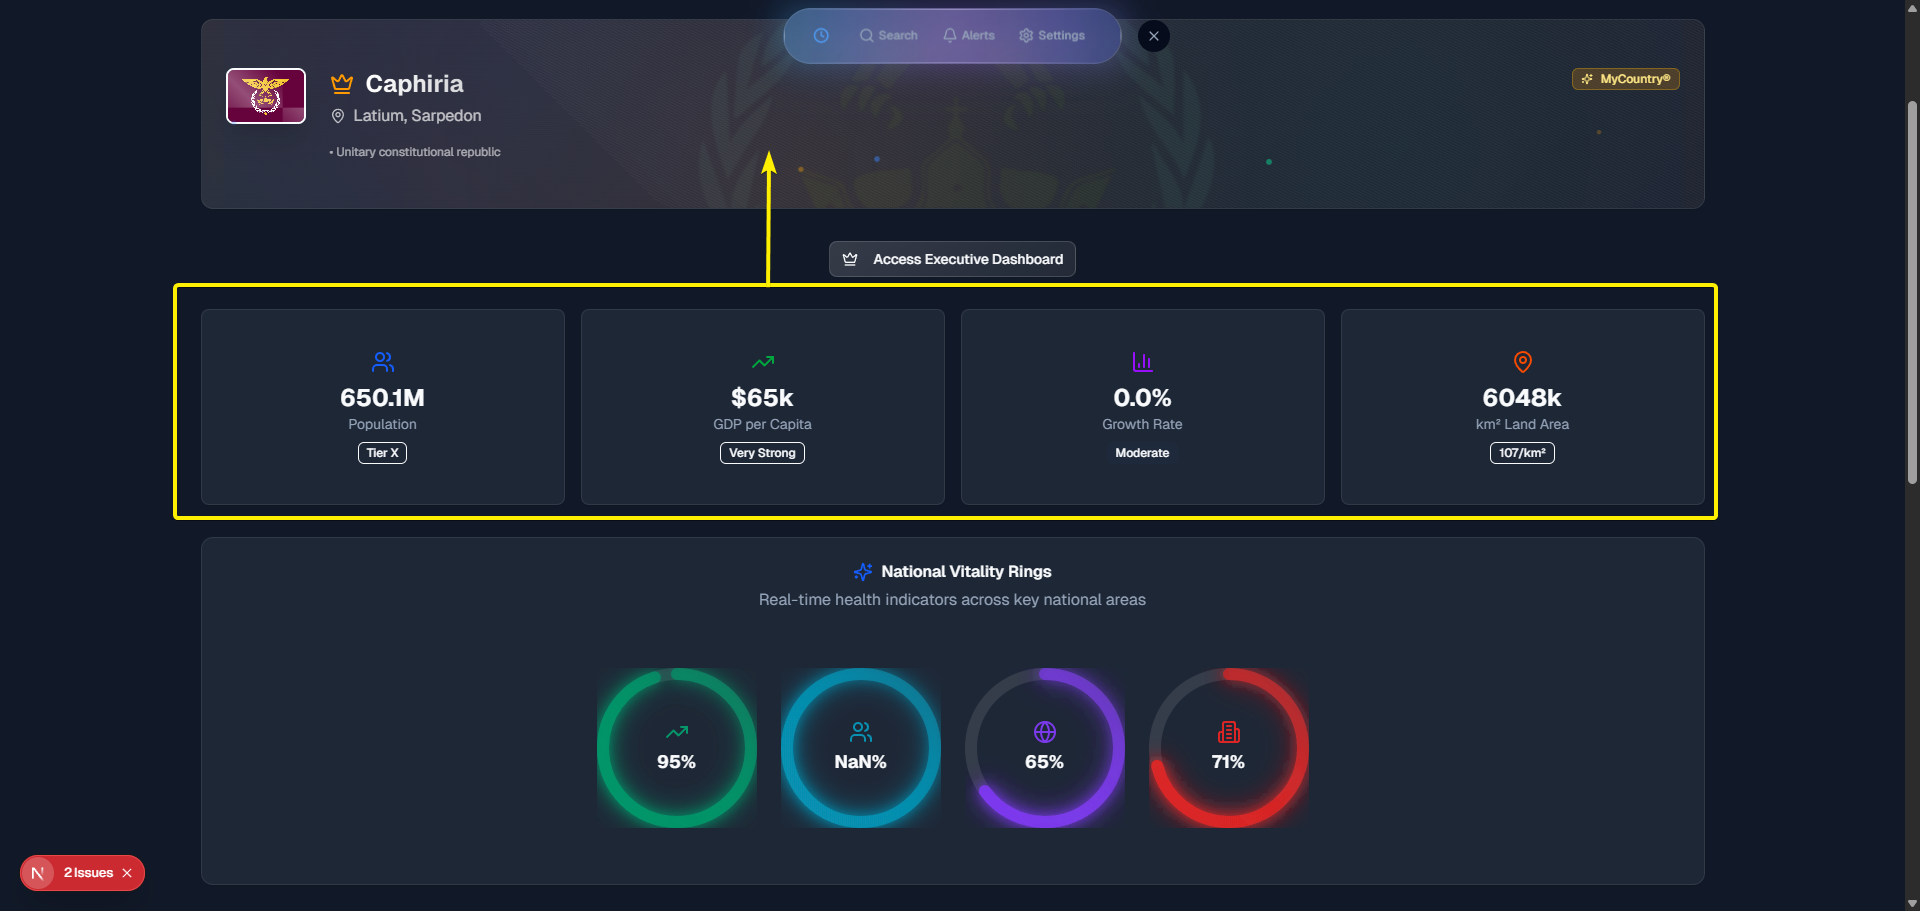 Search
Alerts
Settings
Caphiria
MyCountry®
Latium, Sarpedon
• Unitary constitutional republic
Access Executive Dashboard
650.1M
Population
Tier X
$65k
GDP per Capita
Very Strong
0.0%
Growth Rate
Moderate
6048k
km² Land Area
107/km²
National Vitality Rings
Real-time health indicators across key national areas
95%
NaN%
65%
71%
N
2 Issues